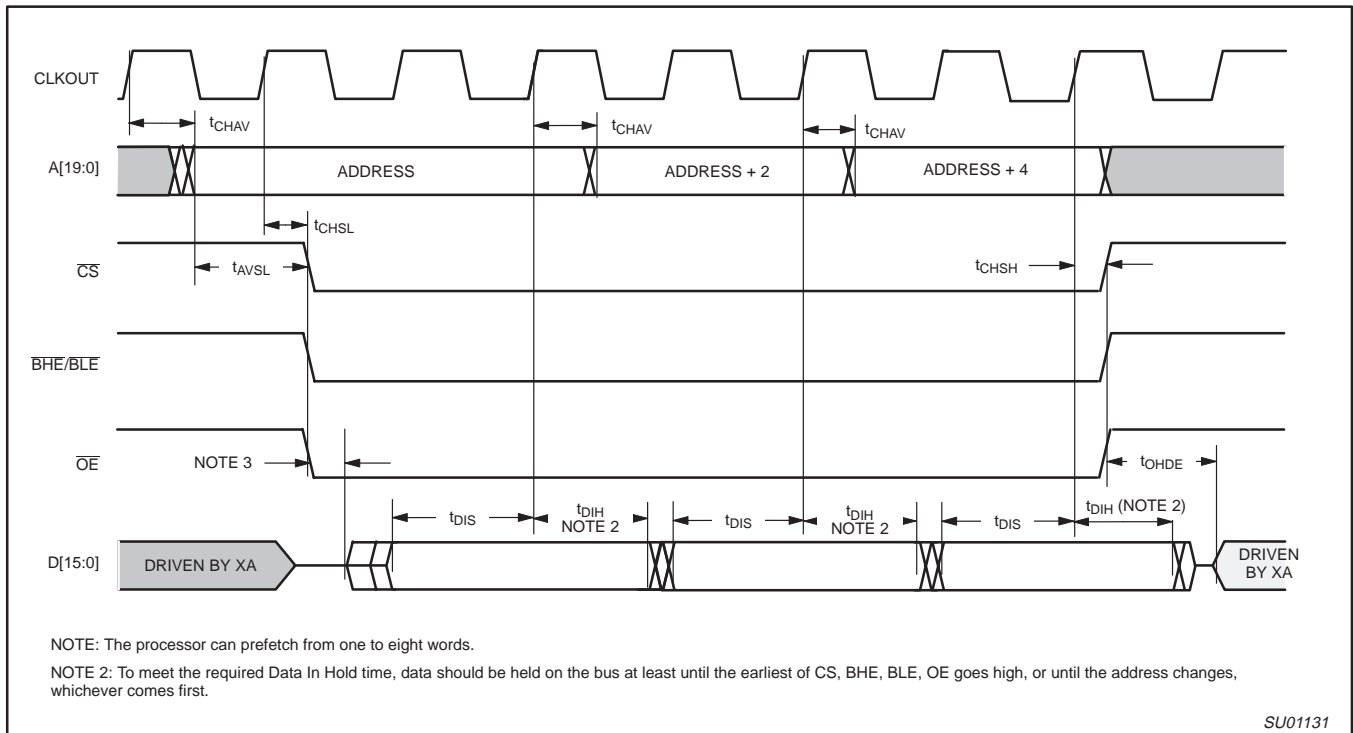 CLKOUT
tCHAV
tCHAV
tCHAV
A[19:0]
ADDRESS
ADDRESS + 2
ADDRESS + 4
tCHSL
CS
tAVSL
tCHSH
BHE/BLE
OE
NOTE 3
tOHDE
tDIS
tDIH
NOTE 2
tDIS
tDIH
NOTE 2
tDIS
tDIH (NOTE 2)
D[15:0]
DRIVEN BY XA
DRIVEN
BY XA
NOTE: The processor can prefetch from one to eight words.
NOTE 2: To meet the required Data In Hold time, data should be held on the bus at least until the earliest of CS, BHE, BLE, OE goes high, or until the address changes,
whichever comes first.
SU01131